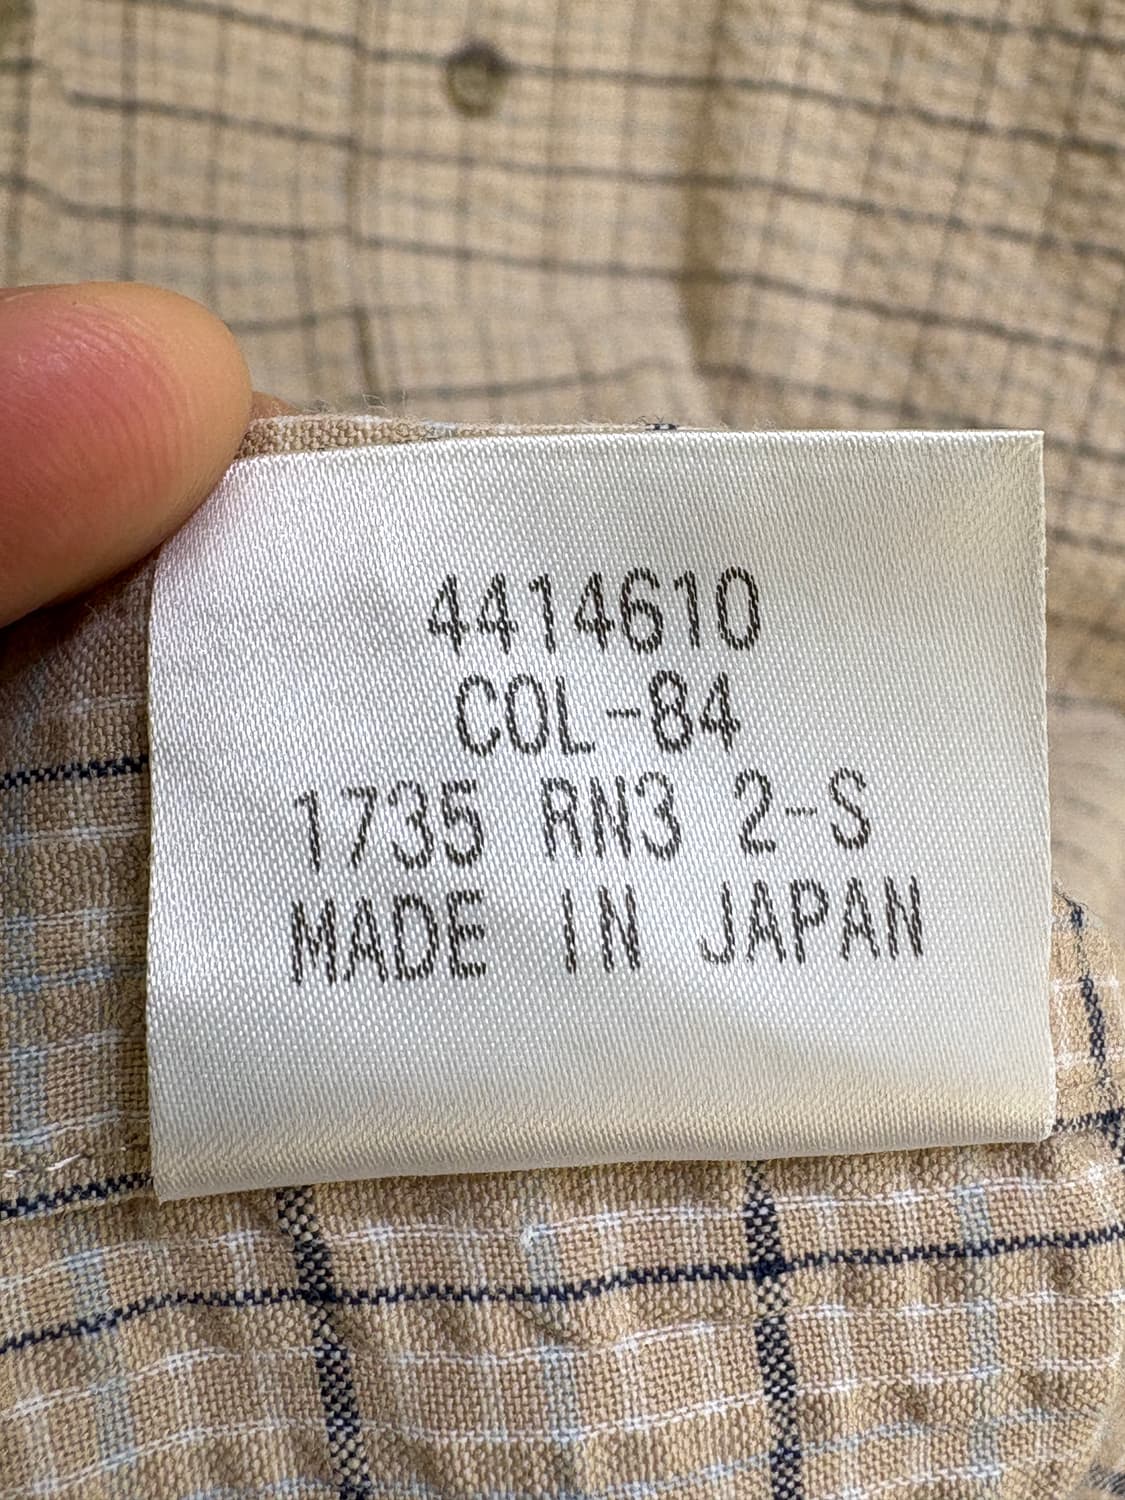 4414610
COL-84
1735 RN3 2-S
MADE IN JAPAN